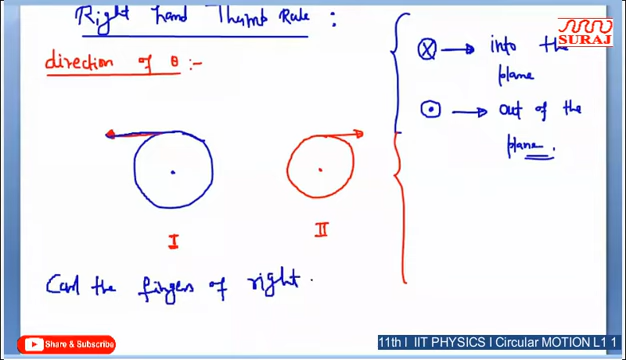 Right hand Thumb Rule :
direction of θ :-
I
II
Curl the fingers of right
⊗ → into the
plane
⊙ → out of the
plane.
SURAJ
Share & Subscribe
11th I IIT PHYSICS I Circular MOTION L1 1